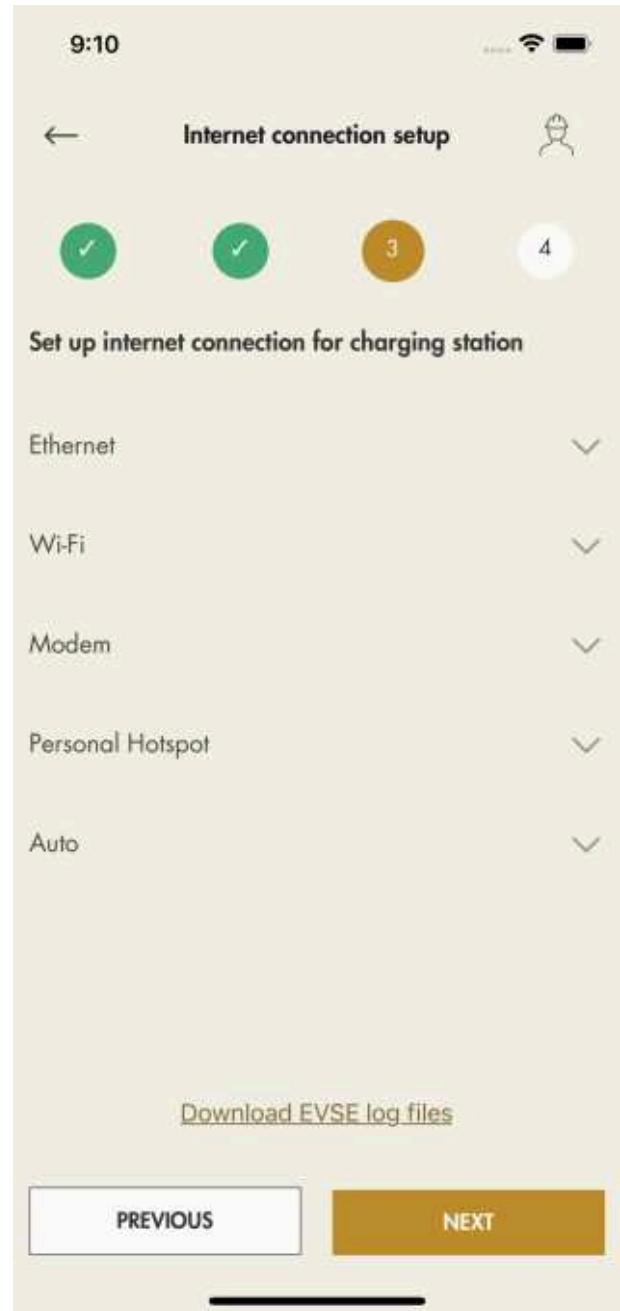 9:10
Internet connection setup
3
4
Set up internet connection for charging station
Ethernet
Wi-Fi
Modem
Personal Hotspot
Auto
Download EVSE log files
PREVIOUS
NEXT